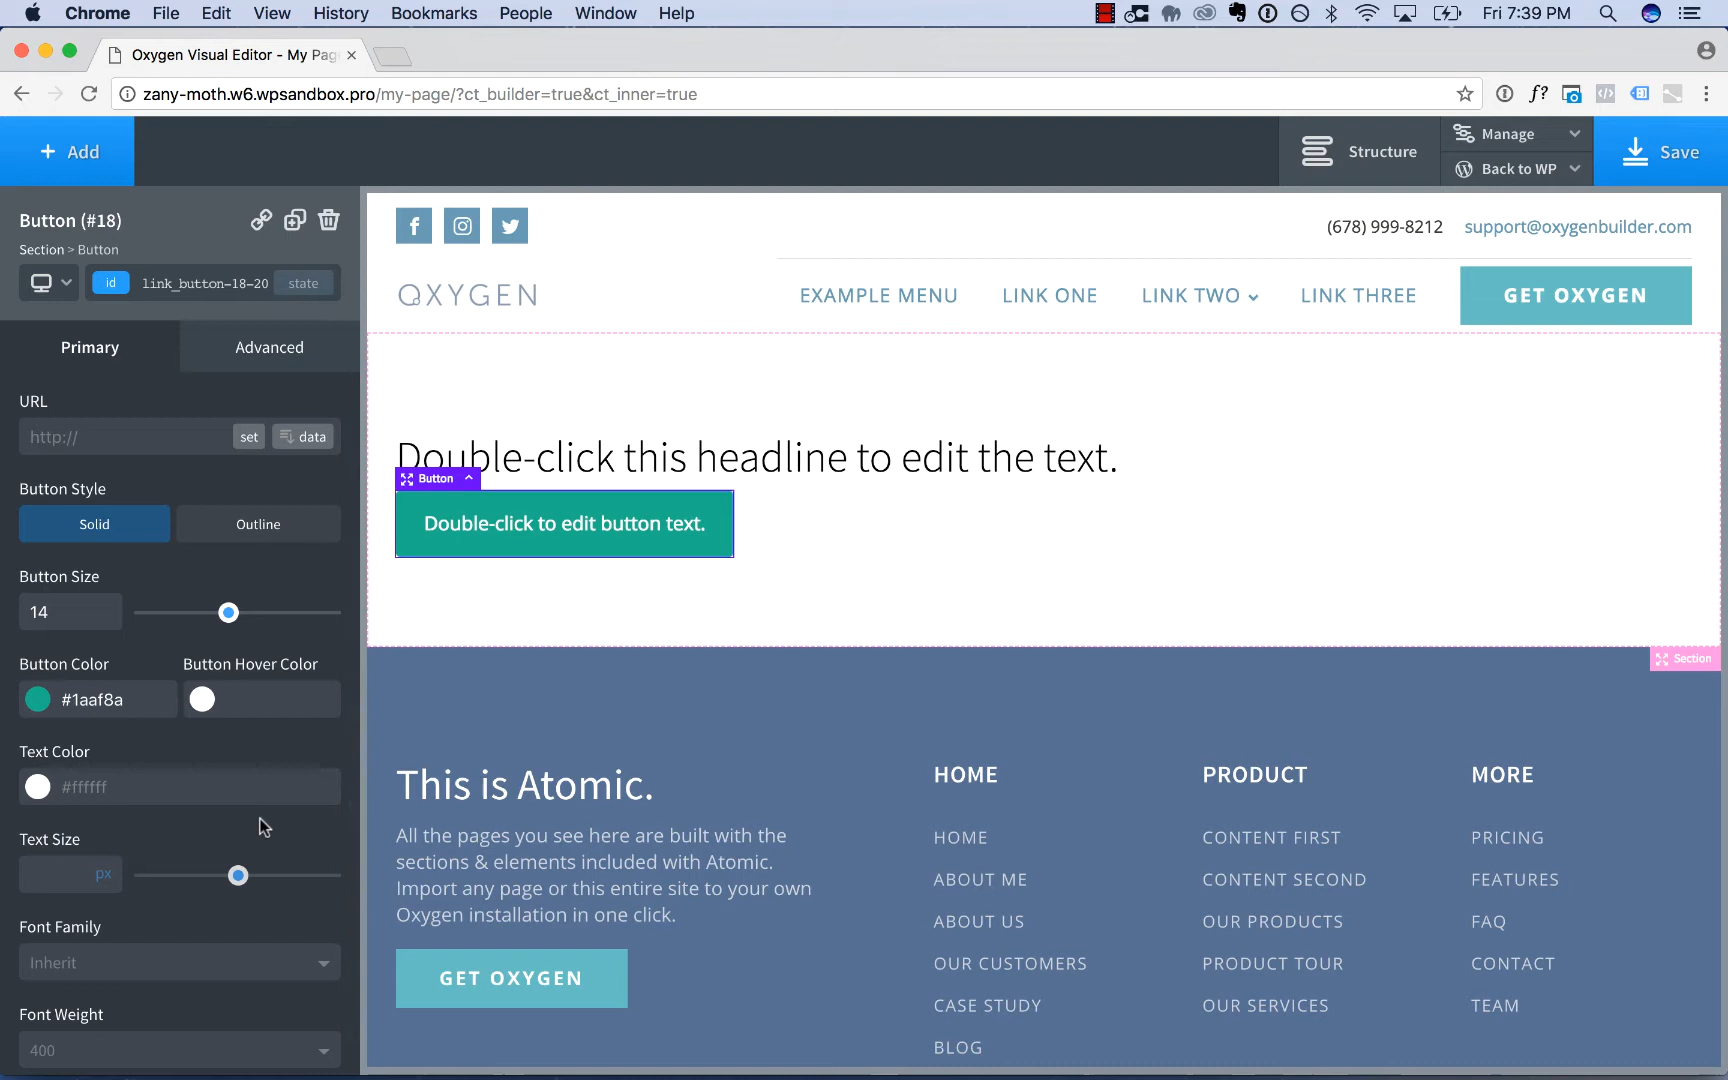 Chrome File Edit View History Bookmarks People Window Help Fri 7:39 PM
Oxygen Visual Editor - My Pag
zany-moth.w6.wpsandbox.pro/my-page/?ct_builder=true&ct_inner=true
f?
+ Add
Structure
Manage
Back to WP
Save
Button (#18)
Section > Button
id link_button-18-20 state
Primary Advanced
URL
http:// set data
Button Style
Solid Outline
Button Size
14
Button Color Button Hover Color
#1aaf8a
Text Color
#ffffff
Text Size
px
Font Family
Inherit
Font Weight
400
(678) 999-8212 support@oxygenbuilder.com
OXYGEN
EXAMPLE MENU LINK ONE LINK TWO LINK THREE GET OXYGEN
Double-click this headline to edit the text.
Button
Double-click to edit button text.
Section
This is Atomic.
All the pages you see here are built with the
sections & elements included with Atomic.
Import any page or this entire site to your own
Oxygen installation in one click.
GET OXYGEN
HOME
HOME
ABOUT ME
ABOUT US
OUR CUSTOMERS
CASE STUDY
BLOG
PRODUCT
CONTENT FIRST
CONTENT SECOND
OUR PRODUCTS
PRODUCT TOUR
OUR SERVICES
MORE
PRICING
FEATURES
FAQ
CONTACT
TEAM